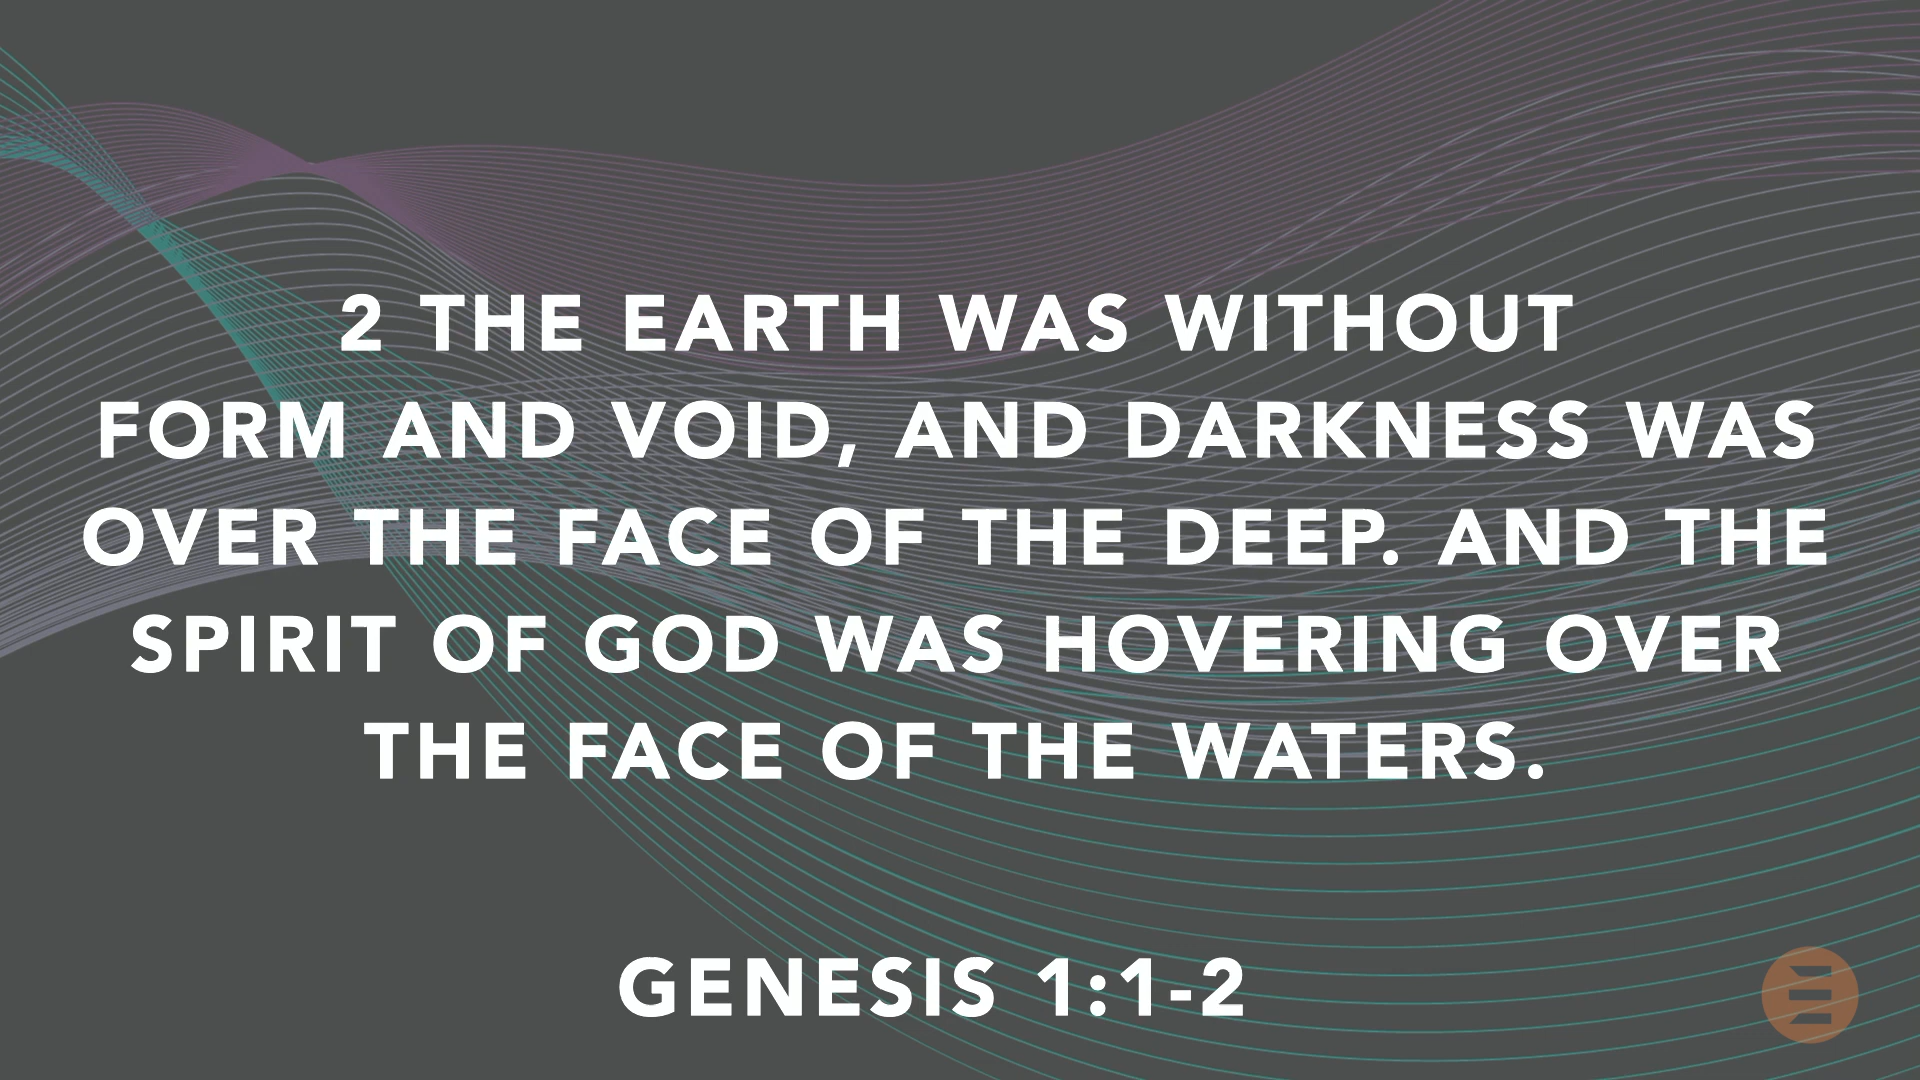 2 THE EARTH WAS WITHOUT
FORM AND VOID, AND DARKNESS WAS
OVER THE FACE OF THE DEEP. AND THE
SPIRIT OF GOD WAS HOVERING OVER
THE FACE OF THE WATERS.
GENESIS 1:1-2